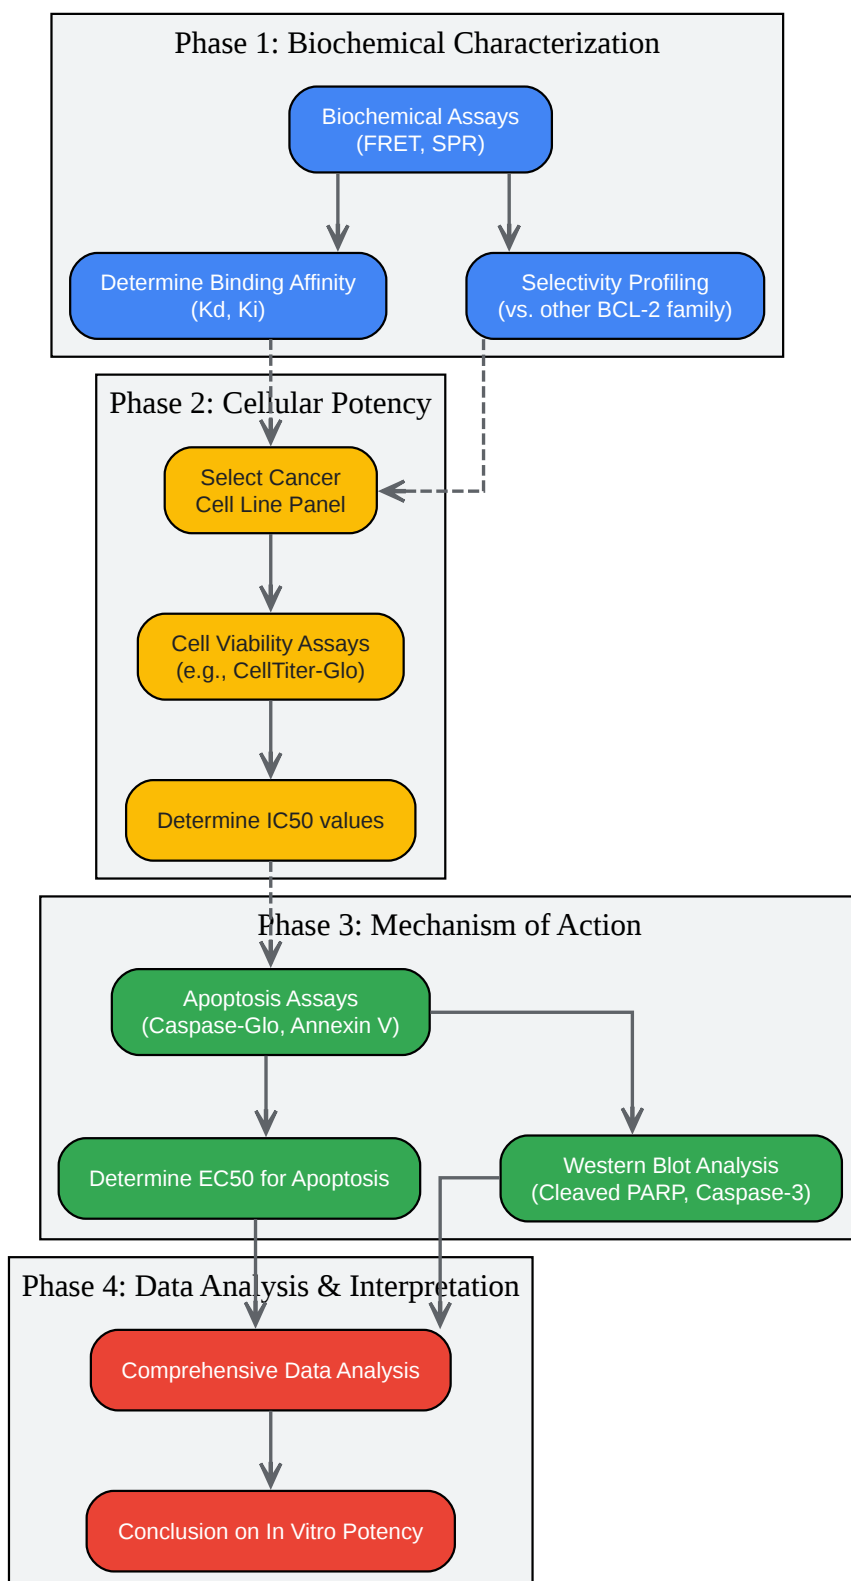 Phase 1: Biochemical Characterization
Biochemical Assays
(FRET, SPR)
Determine Binding Affinity
(Kd, Ki)
Selectivity Profiling
(vs. other BCL-2 family)
Phase 2: Cellular Potency
Select Cancer
Cell Line Panel
Cell Viability Assays
(e.g., CellTiter-Glo)
Determine IC50 values
Phase 3: Mechanism of Action
Apoptosis Assays
(Caspase-Glo, Annexin V)
Determine EC50 for Apoptosis
Western Blot Analysis
(Cleaved PARP, Caspase-3)
Phase 4: Data Analysis & Interpretation
Comprehensive Data Analysis
Conclusion on In Vitro Potency